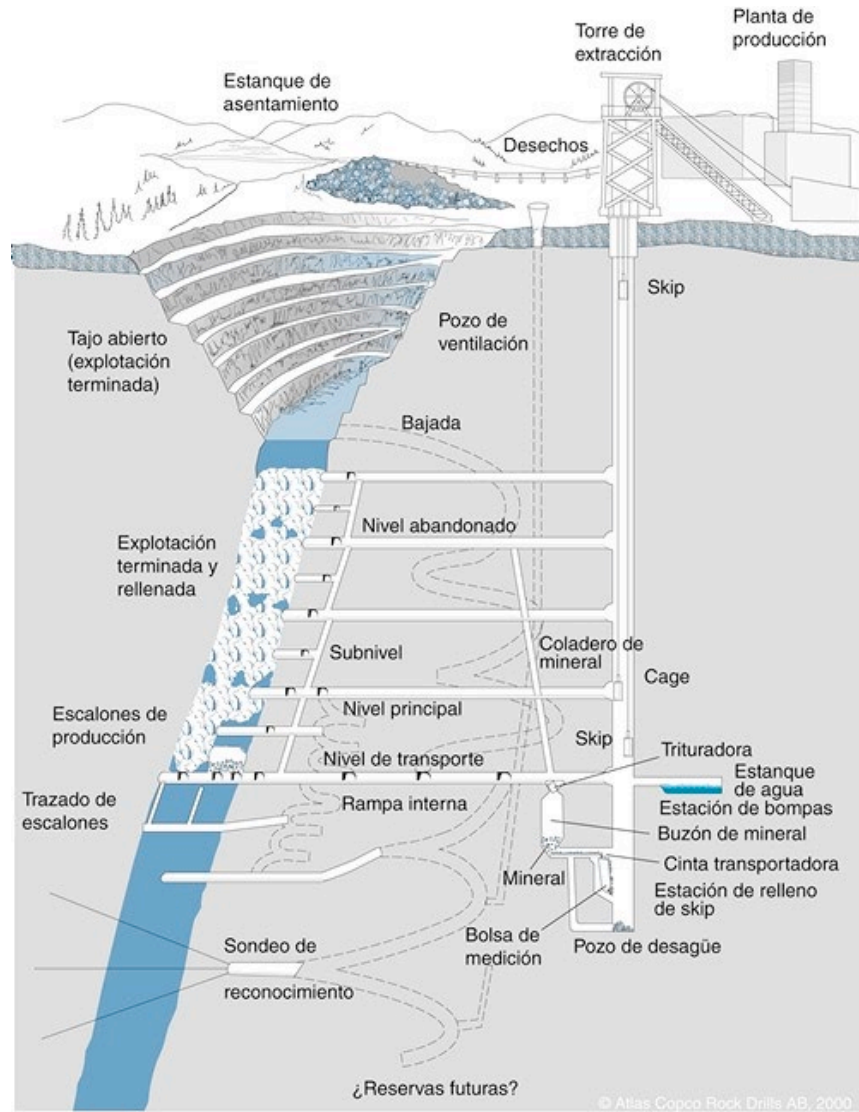 Planta de
producción
Torre de
extracción
Estanque de
asentamiento
Desechos
Skip
Tajo abierto
(explotación
terminada)
Pozo de
ventilación
Bajada
Nivel abandonado
Explotación
terminada y
rellenada
Subnivel
Coladero de
mineral
Cage
Nivel principal
Escalones de
producción
Skip
Nivel de transporte
Trituradora
Estanque
de agua
Trazado de
escalones
Rampa interna
Estación de bompas
Buzón de mineral
Cinta transportadora
Mineral
Estación de relleno
de skip
Bolsa de
medición
Pozo de desagüe
Sondeo de
reconocimiento
¿Reservas futuras?
© Atlas Copco Rock Drills AB, 2000